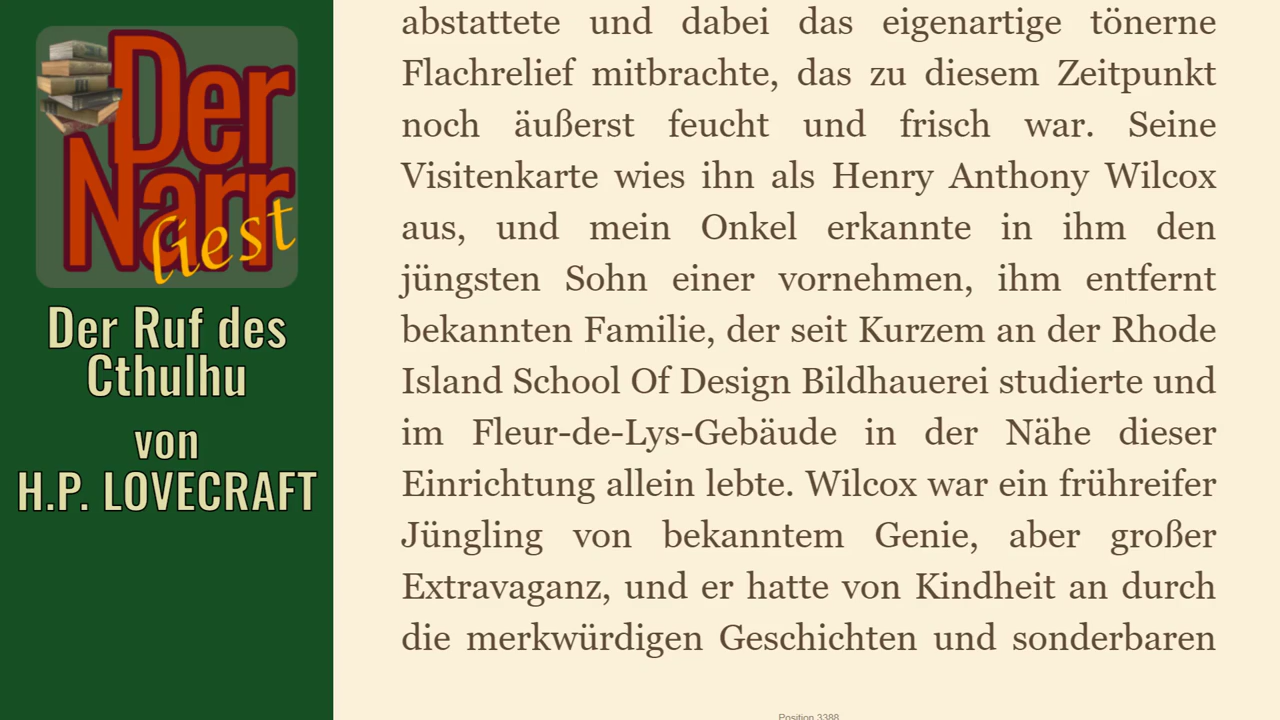 Der
Narr
liest
Der Ruf des
Cthulhu
von
H.P. LOVECRAFT
abstattete und dabei das eigenartige tönerne
Flachrelief mitbrachte, das zu diesem Zeitpunkt
noch äußerst feucht und frisch war. Seine
Visitenkarte wies ihn als Henry Anthony Wilcox
aus, und mein Onkel erkannte in ihm den
jüngsten Sohn einer vornehmen, ihm entfernt
bekannten Familie, der seit Kurzem an der Rhode
Island School Of Design Bildhauerei studierte und
im Fleur-de-Lys-Gebäude in der Nähe dieser
Einrichtung allein lebte. Wilcox war ein frühreifer
Jüngling von bekanntem Genie, aber großer
Extravaganz, und er hatte von Kindheit an durch
die merkwürdigen Geschichten und sonderbaren
Position 3388